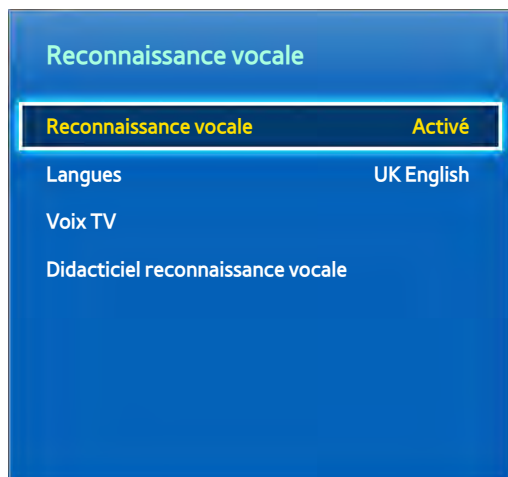 Reconnaissance vocale
Reconnaissance vocale Activé
Langues UK English
Voix TV
Didacticiel reconnaissance vocale